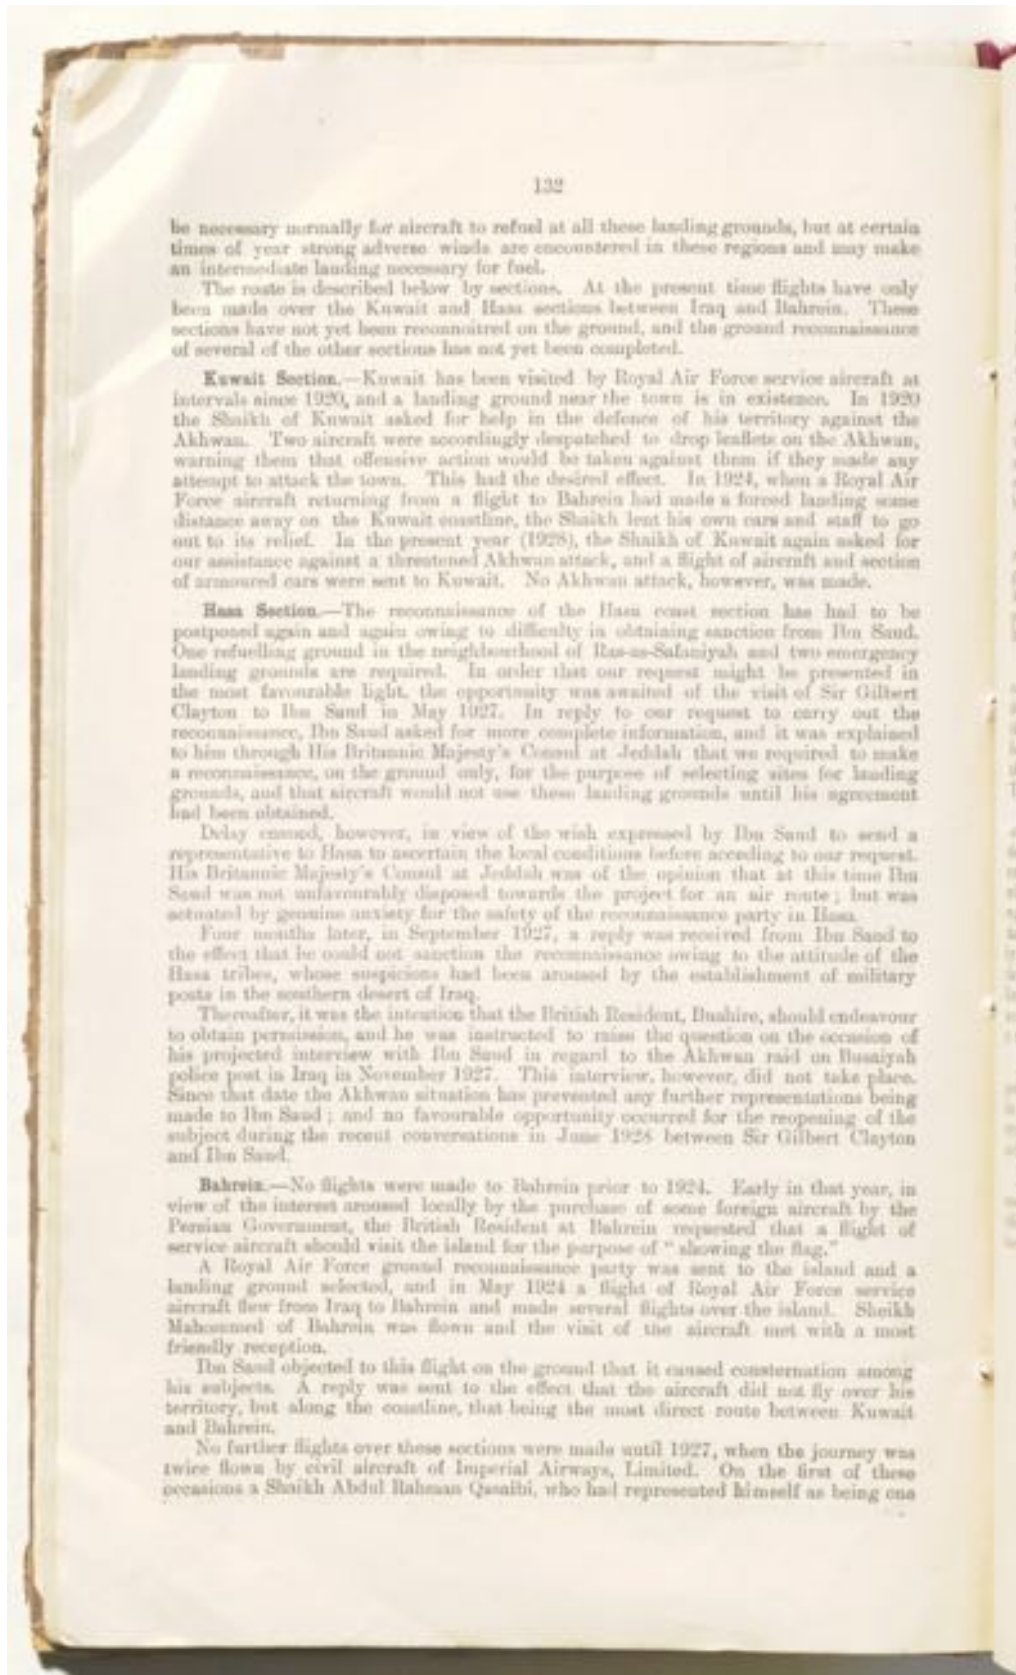 132
be necessary normally for aircraft to refuel at all these landing grounds, but at certain
times of year strong adverse winds are encountered in these regions and may make
an intermediate landing necessary for fuel.
The route is described below by sections. At the present time flights have only
been made over the Kuwait and Hasa sections between Iraq and Bahrein. These
sections have not yet been reconnoitred on the ground, and the ground reconnaissance
of several of the other sections has not yet been completed.
Kuwait Section.—Kuwait has been visited by Royal Air Force service aircraft at
intervals since 1920, and a landing ground near the town is in existence. In 1920
the Shaikh of Kuwait asked for help in the defence of his territory against the
Akhwan. Two aircraft were accordingly despatched to drop leaflets on the Akhwan,
warning them that offensive action would be taken against them if they made any
attempt to attack the town. This had the desired effect. In 1924, when a Royal Air
Force aircraft returning from a flight to Bahrein had made a forced landing some
distance away on the Kuwait coastline, the Shaikh lent his own cars and staff to go
out to its relief. In the present year (1928), the Shaikh of Kuwait again asked for
our assistance against a threatened Akhwan attack, and a flight of aircraft and section
of armoured cars were sent to Kuwait. No Akhwan attack, however, was made.
Hasa Section.—The reconnaissance of the Hasa coast section has had to be
postponed again and again owing to difficulty in obtaining sanction from Ibn Saud.
One refuelling ground in the neighbourhood of Ras-as-Safaniyah and two emergency
landing grounds are required. In order that our request might be presented in
the most favourable light, the opportunity was awaited of the visit of Sir Gilbert
Clayton to Ibn Saud in May 1927. In reply to our request to carry out the
reconnaissance, Ibn Saud asked for more complete information, and it was explained
to him through His Britannic Majesty's Consul at Jeddah that we required to make
a reconnaissance, on the ground only, for the purpose of selecting sites for landing
grounds, and that aircraft would not use these landing grounds until his agreement
had been obtained.
Delay ensued, however, in view of the wish expressed by Ibn Saud to send a
representative to Hasa to ascertain the local conditions before acceding to our request.
His Britannic Majesty's Consul at Jeddah was of the opinion that at this time Ibn
Saud was not unfavourably disposed towards the project for an air route; but was
actuated by genuine anxiety for the safety of the reconnaissance party in Hasa.
Four months later, in September 1927, a reply was received from Ibn Saud to
the effect that he could not sanction the reconnaissance owing to the attitude of the
Hasa tribes, whose suspicions had been aroused by the establishment of military
posts in the southern desert of Iraq.
Thereafter, it was the intention that the British Resident, Bushire, should endeavour
to obtain permission, and he was instructed to raise the question on the occasion of
his projected interview with Ibn Saud in regard to the Akhwan raid on Busaiyah
police post in Iraq in November 1927. This interview, however, did not take place.
Since that date the Akhwan situation has prevented any further representations being
made to Ibn Saud; and no favourable opportunity occurred for the reopening of the
subject during the recent conversations in June 1928 between Sir Gilbert Clayton
and Ibn Saud.
Bahrein.—No flights were made to Bahrein prior to 1924. Early in that year, in
view of the interest aroused locally by the purchase of some foreign aircraft by the
Persian Government, the British Resident at Bahrein requested that a flight of
service aircraft should visit the island for the purpose of "showing the flag."
A Royal Air Force ground reconnaissance party was sent to the island and a
landing ground selected, and in May 1924 a flight of Royal Air Force service
aircraft flew from Iraq to Bahrein and made several flights over the island. Sheikh
Mahommed of Bahrein was flown and the visit of the aircraft met with a most
friendly reception.
Ibn Saud objected to this flight on the ground that it caused consternation among
his subjects. A reply was sent to the effect that the aircraft did not fly over his
territory, but along the coastline, that being the most direct route between Kuwait
and Bahrein.
No further flights over these sections were made until 1927, when the journey was
twice flown by civil aircraft of Imperial Airways, Limited. On the first of these
occasions a Shaikh Abdul Rahman Qasaibi, who had represented himself as being one